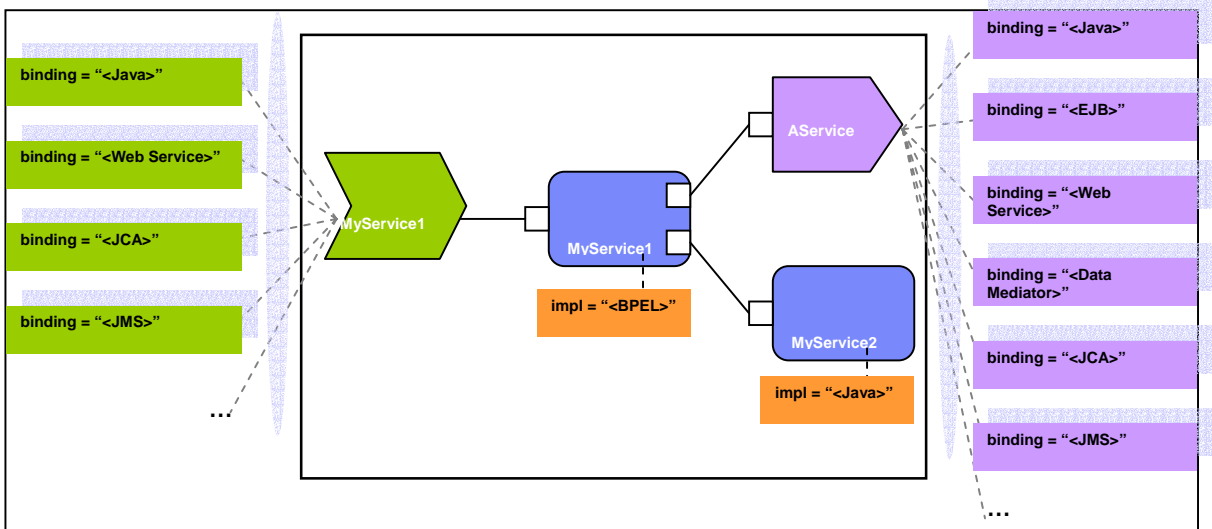 binding = “<Java>”
binding = “<Web Service>”
binding = “<JCA>”
binding = “<JMS>”
...
MyService1
MyService1
impl = “<BPEL>”
AService
MyService2
impl = “<Java>”
binding = “<Java>”
binding = “<EJB>”
binding = “<Web
Service>”
binding = “<Data
Mediator>”
binding = “<JCA>”
binding = “<JMS>”
...